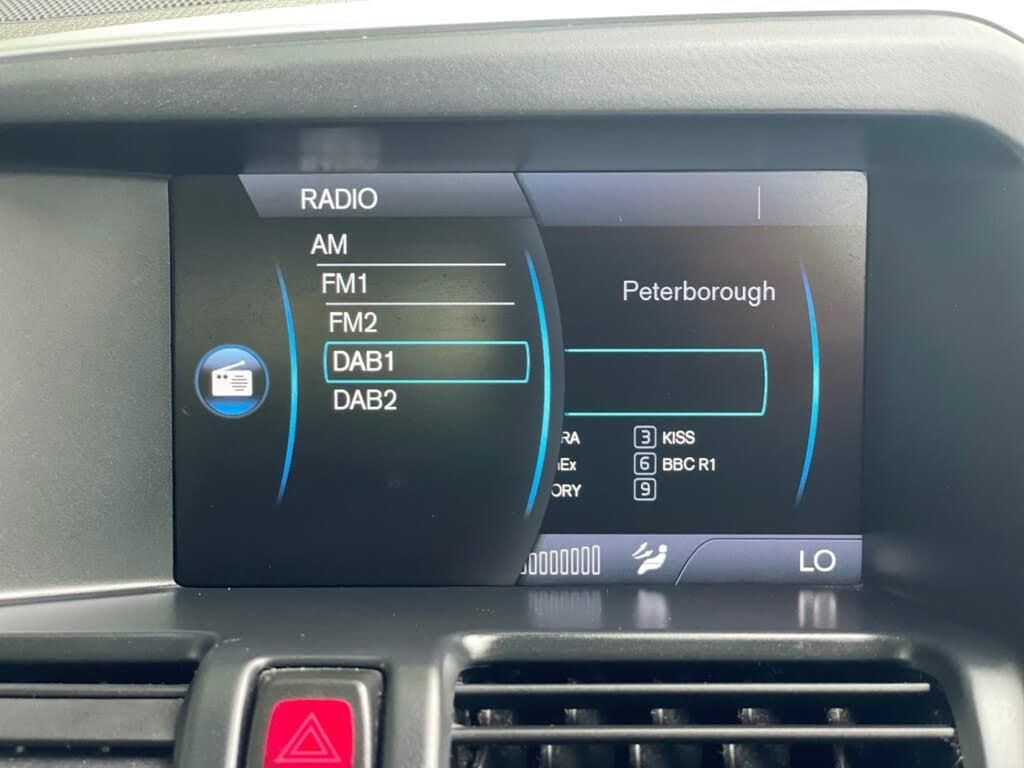 RADIO
AM
FM1
FM2
DAB1
DAB2
Peterborough
RA 3 KISS
Ex 6 BBC R1
ORY 9
LO